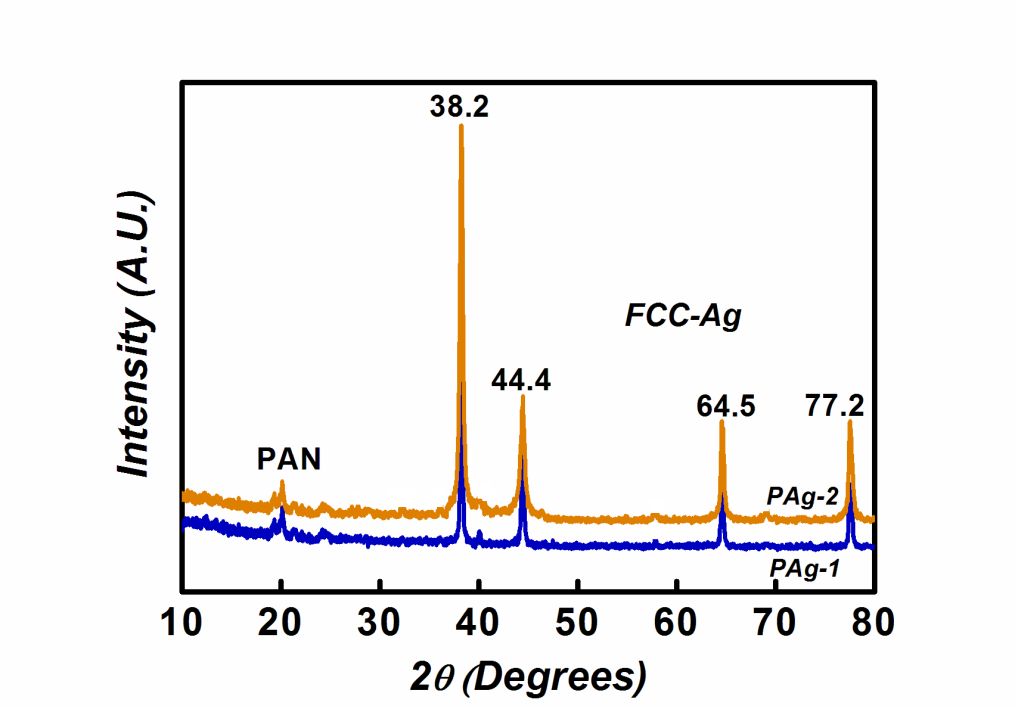 38.2
Intensity (A.U.)
FCC-Ag
44.4
64.5
77.2
PAN
PAg-2
PAg-1
10 20 30 40 50 60 70 80
2θ (Degrees)